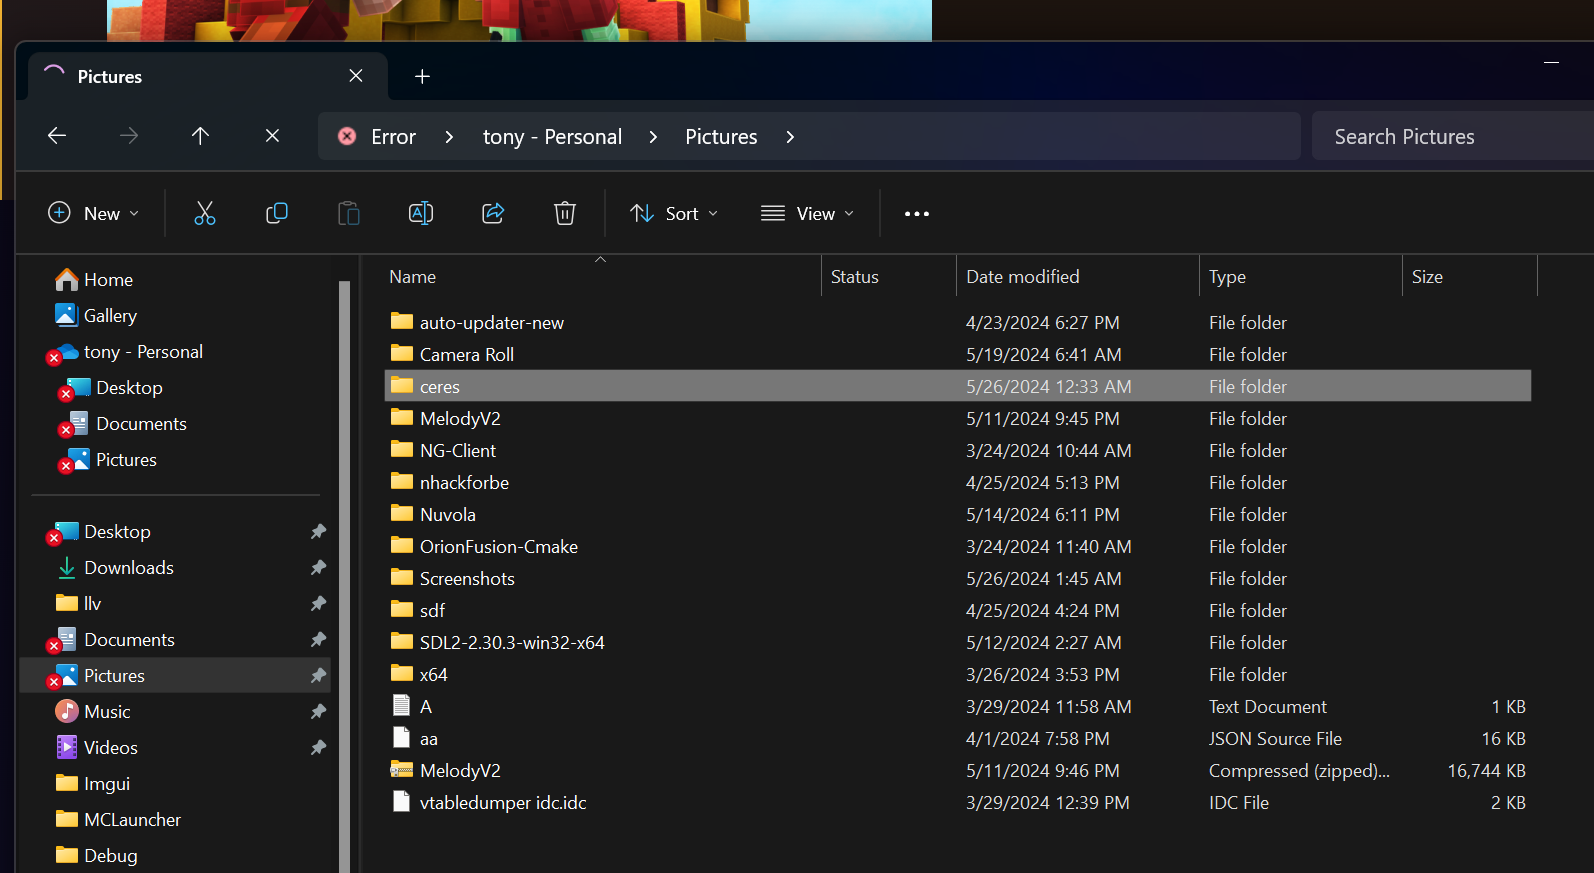 Pictures
Error > tony - Personal > Pictures >
Search Pictures
New
Sort
View
Home
Gallery
tony - Personal
Desktop
Documents
Pictures
Desktop
Downloads
llv
Documents
Pictures
Music
Videos
Imgui
MCLauncher
Debug
Name Status Date modified Type Size
auto-updater-new 4/23/2024 6:27 PM File folder
Camera Roll 5/19/2024 6:41 AM File folder
ceres 5/26/2024 12:33 AM File folder
MelodyV2 5/11/2024 9:45 PM File folder
NG-Client 3/24/2024 10:44 AM File folder
nhackforbe 4/25/2024 5:13 PM File folder
Nuvola 5/14/2024 6:11 PM File folder
OrionFusion-Cmake 3/24/2024 11:40 AM File folder
Screenshots 5/26/2024 1:45 AM File folder
sdf 4/25/2024 4:24 PM File folder
SDL2-2.30.3-win32-x64 5/12/2024 2:27 AM File folder
x64 3/26/2024 3:53 PM File folder
A 3/29/2024 11:58 AM Text Document 1 KB
aa 4/1/2024 7:58 PM JSON Source File 16 KB
MelodyV2 5/11/2024 9:46 PM Compressed (zipped)... 16,744 KB
vtabledumper idc.idc 3/29/2024 12:39 PM IDC File 2 KB